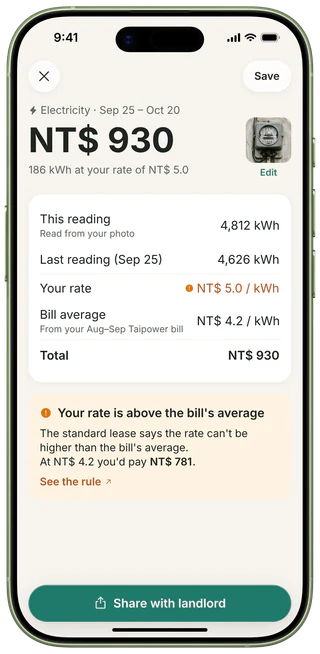 9:41
Save
Electricity · Sep 25 – Oct 20
NT$ 930
186 kWh at your rate of NT$ 5.0
Edit
This reading
4,812 kWh
Read from your photo
Last reading (Sep 25)
4,626 kWh
Your rate
NT$ 5.0 / kWh
Bill average
NT$ 4.2 / kWh
From your Aug–Sep Taipower bill
Total
NT$ 930
Your rate is above the bill's average
The standard lease says the rate can't be
higher than the bill's average.
At NT$ 4.2 you'd pay NT$ 781.
See the rule ↗
Share with landlord